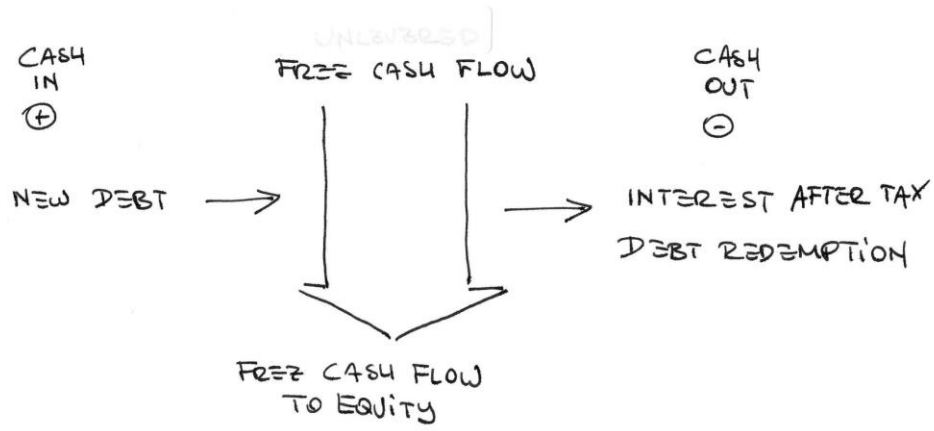 UNLEVERED
FREE CASH FLOW
CASH
IN
+
CASH
OUT
-
NEW DEBT
INTEREST AFTER TAX
DEBT REDEMPTION
FREE CASH FLOW
TO EQUITY